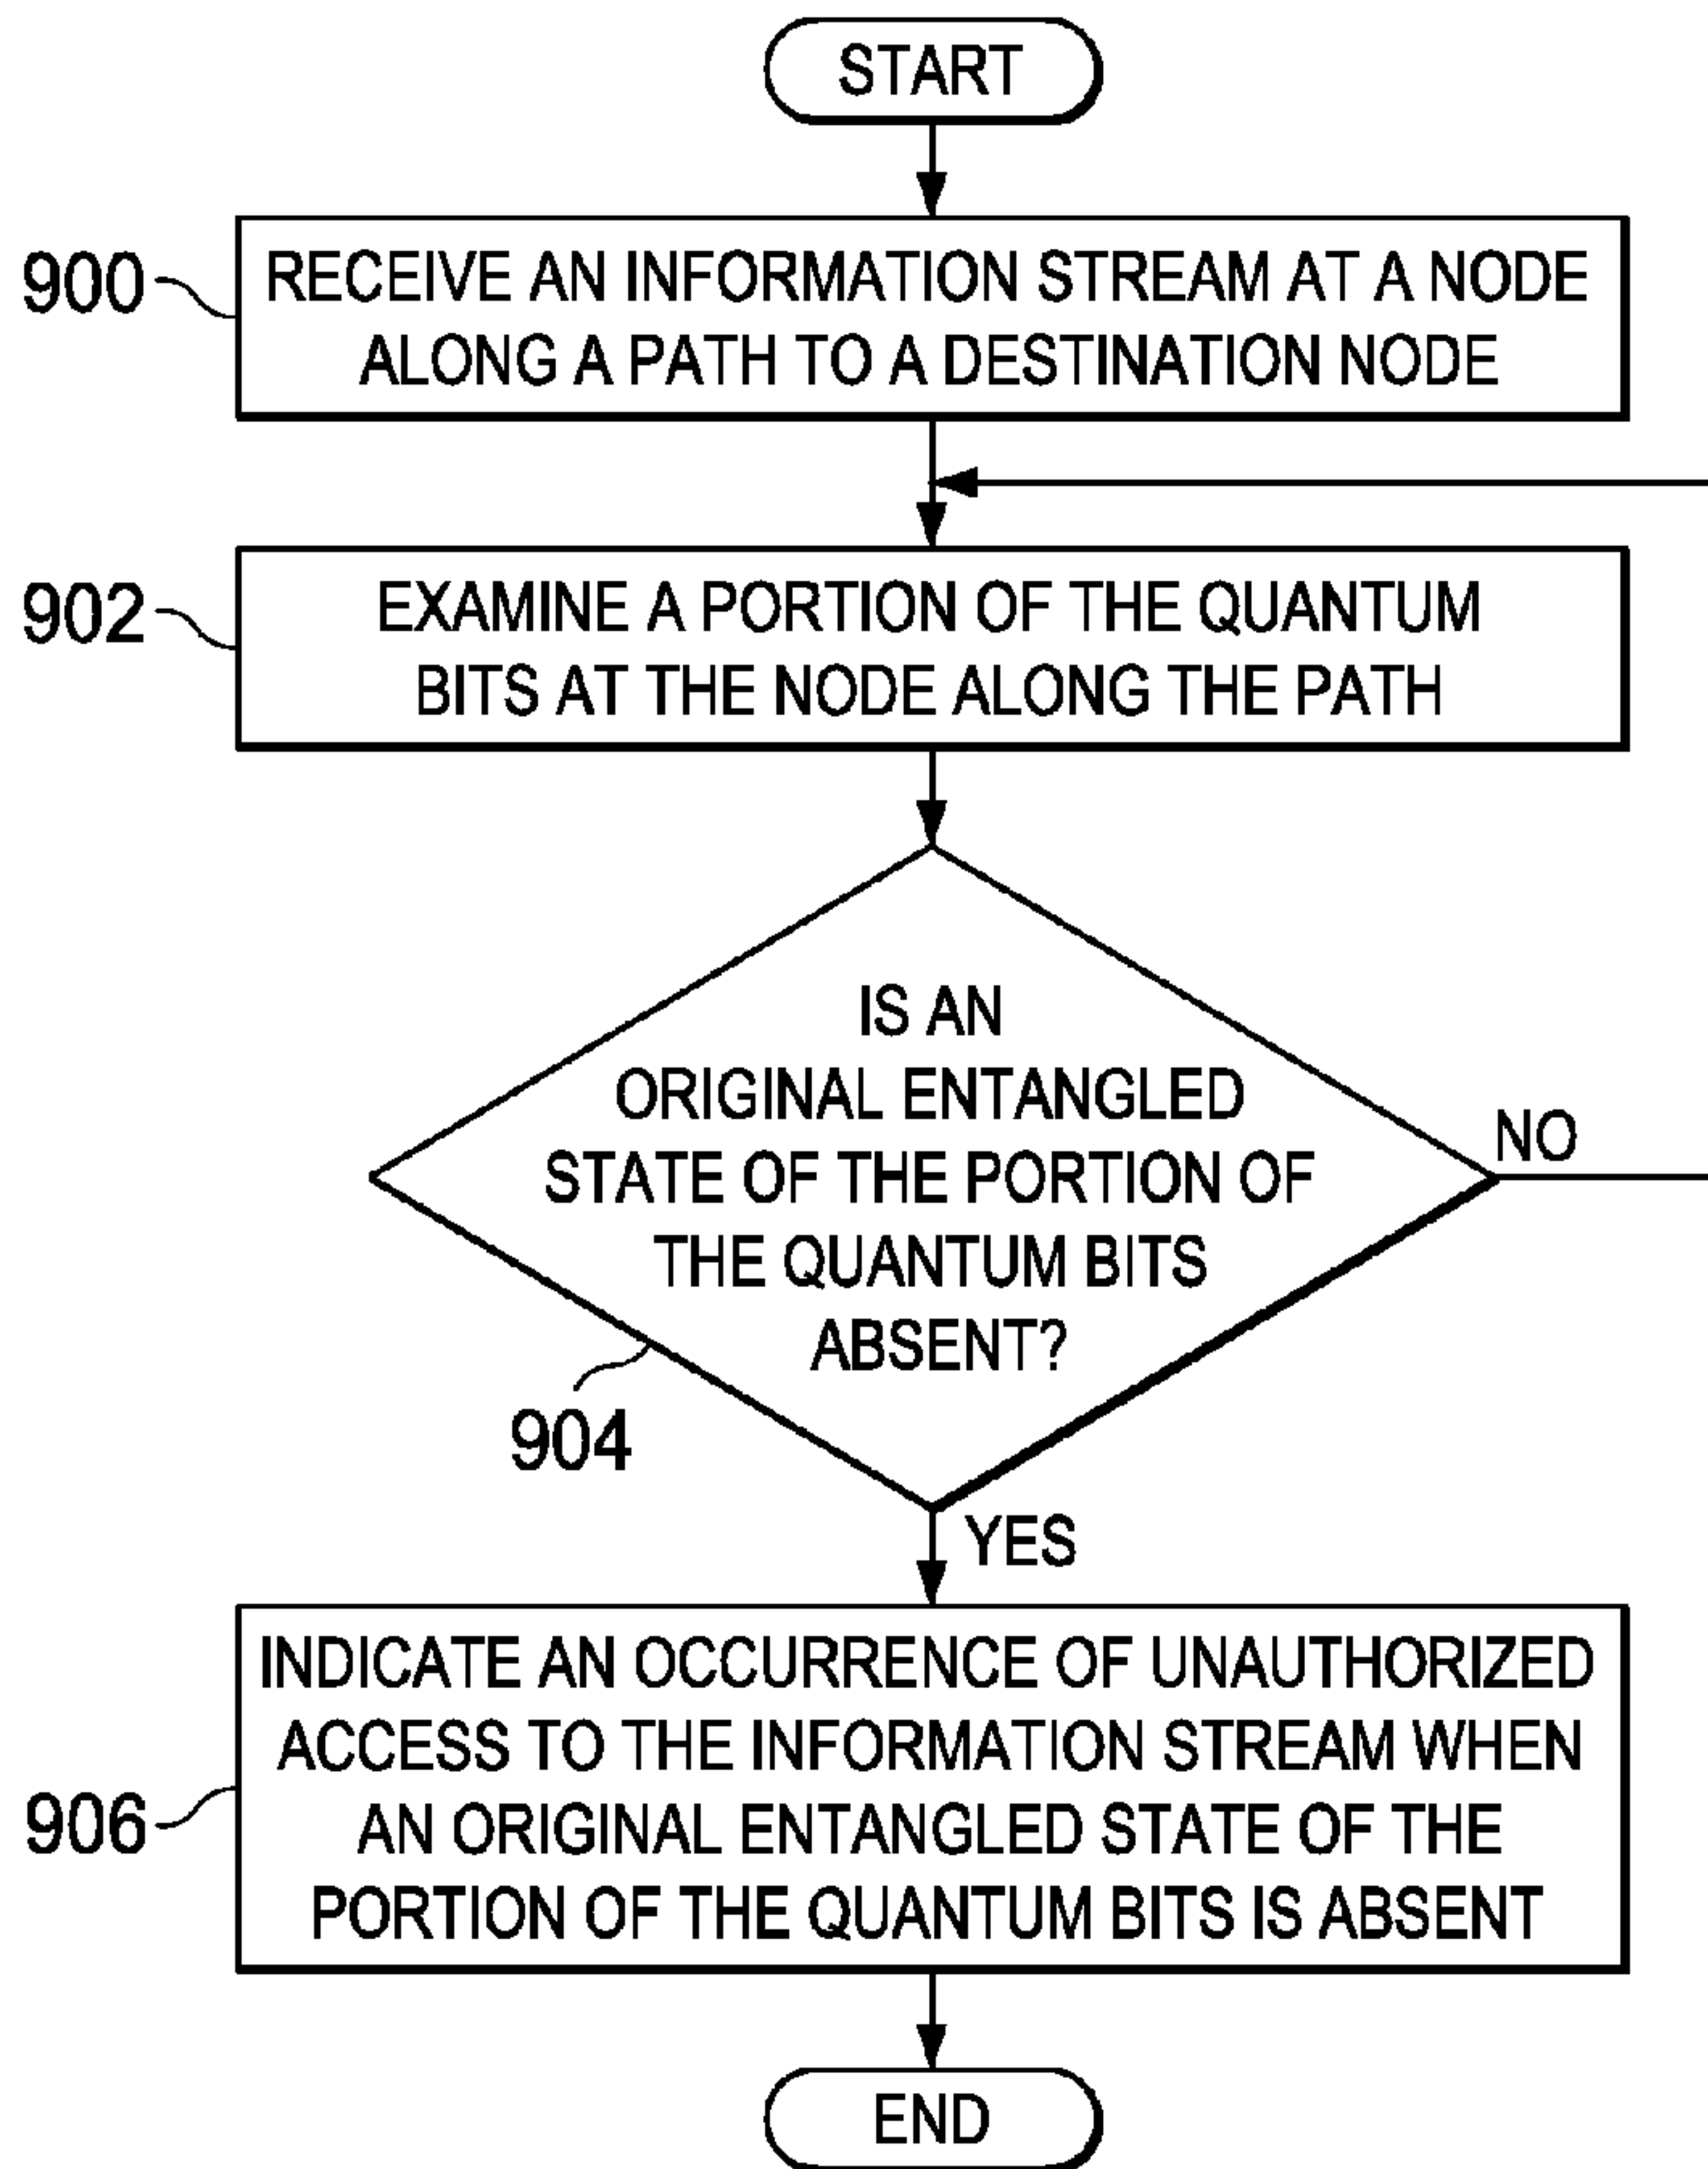 START
900
RECEIVE AN INFORMATION STREAM AT A NODE
ALONG A PATH TO A DESTINATION NODE
902
EXAMINE A PORTION OF THE QUANTUM
BITS AT THE NODE ALONG THE PATH
IS AN
ORIGINAL ENTANGLED
STATE OF THE PORTION OF
THE QUANTUM BITS
ABSENT?
NO
904
YES
906
INDICATE AN OCCURRENCE OF UNAUTHORIZED
ACCESS TO THE INFORMATION STREAM WHEN
AN ORIGINAL ENTANGLED STATE OF THE
PORTION OF THE QUANTUM BITS IS ABSENT
END